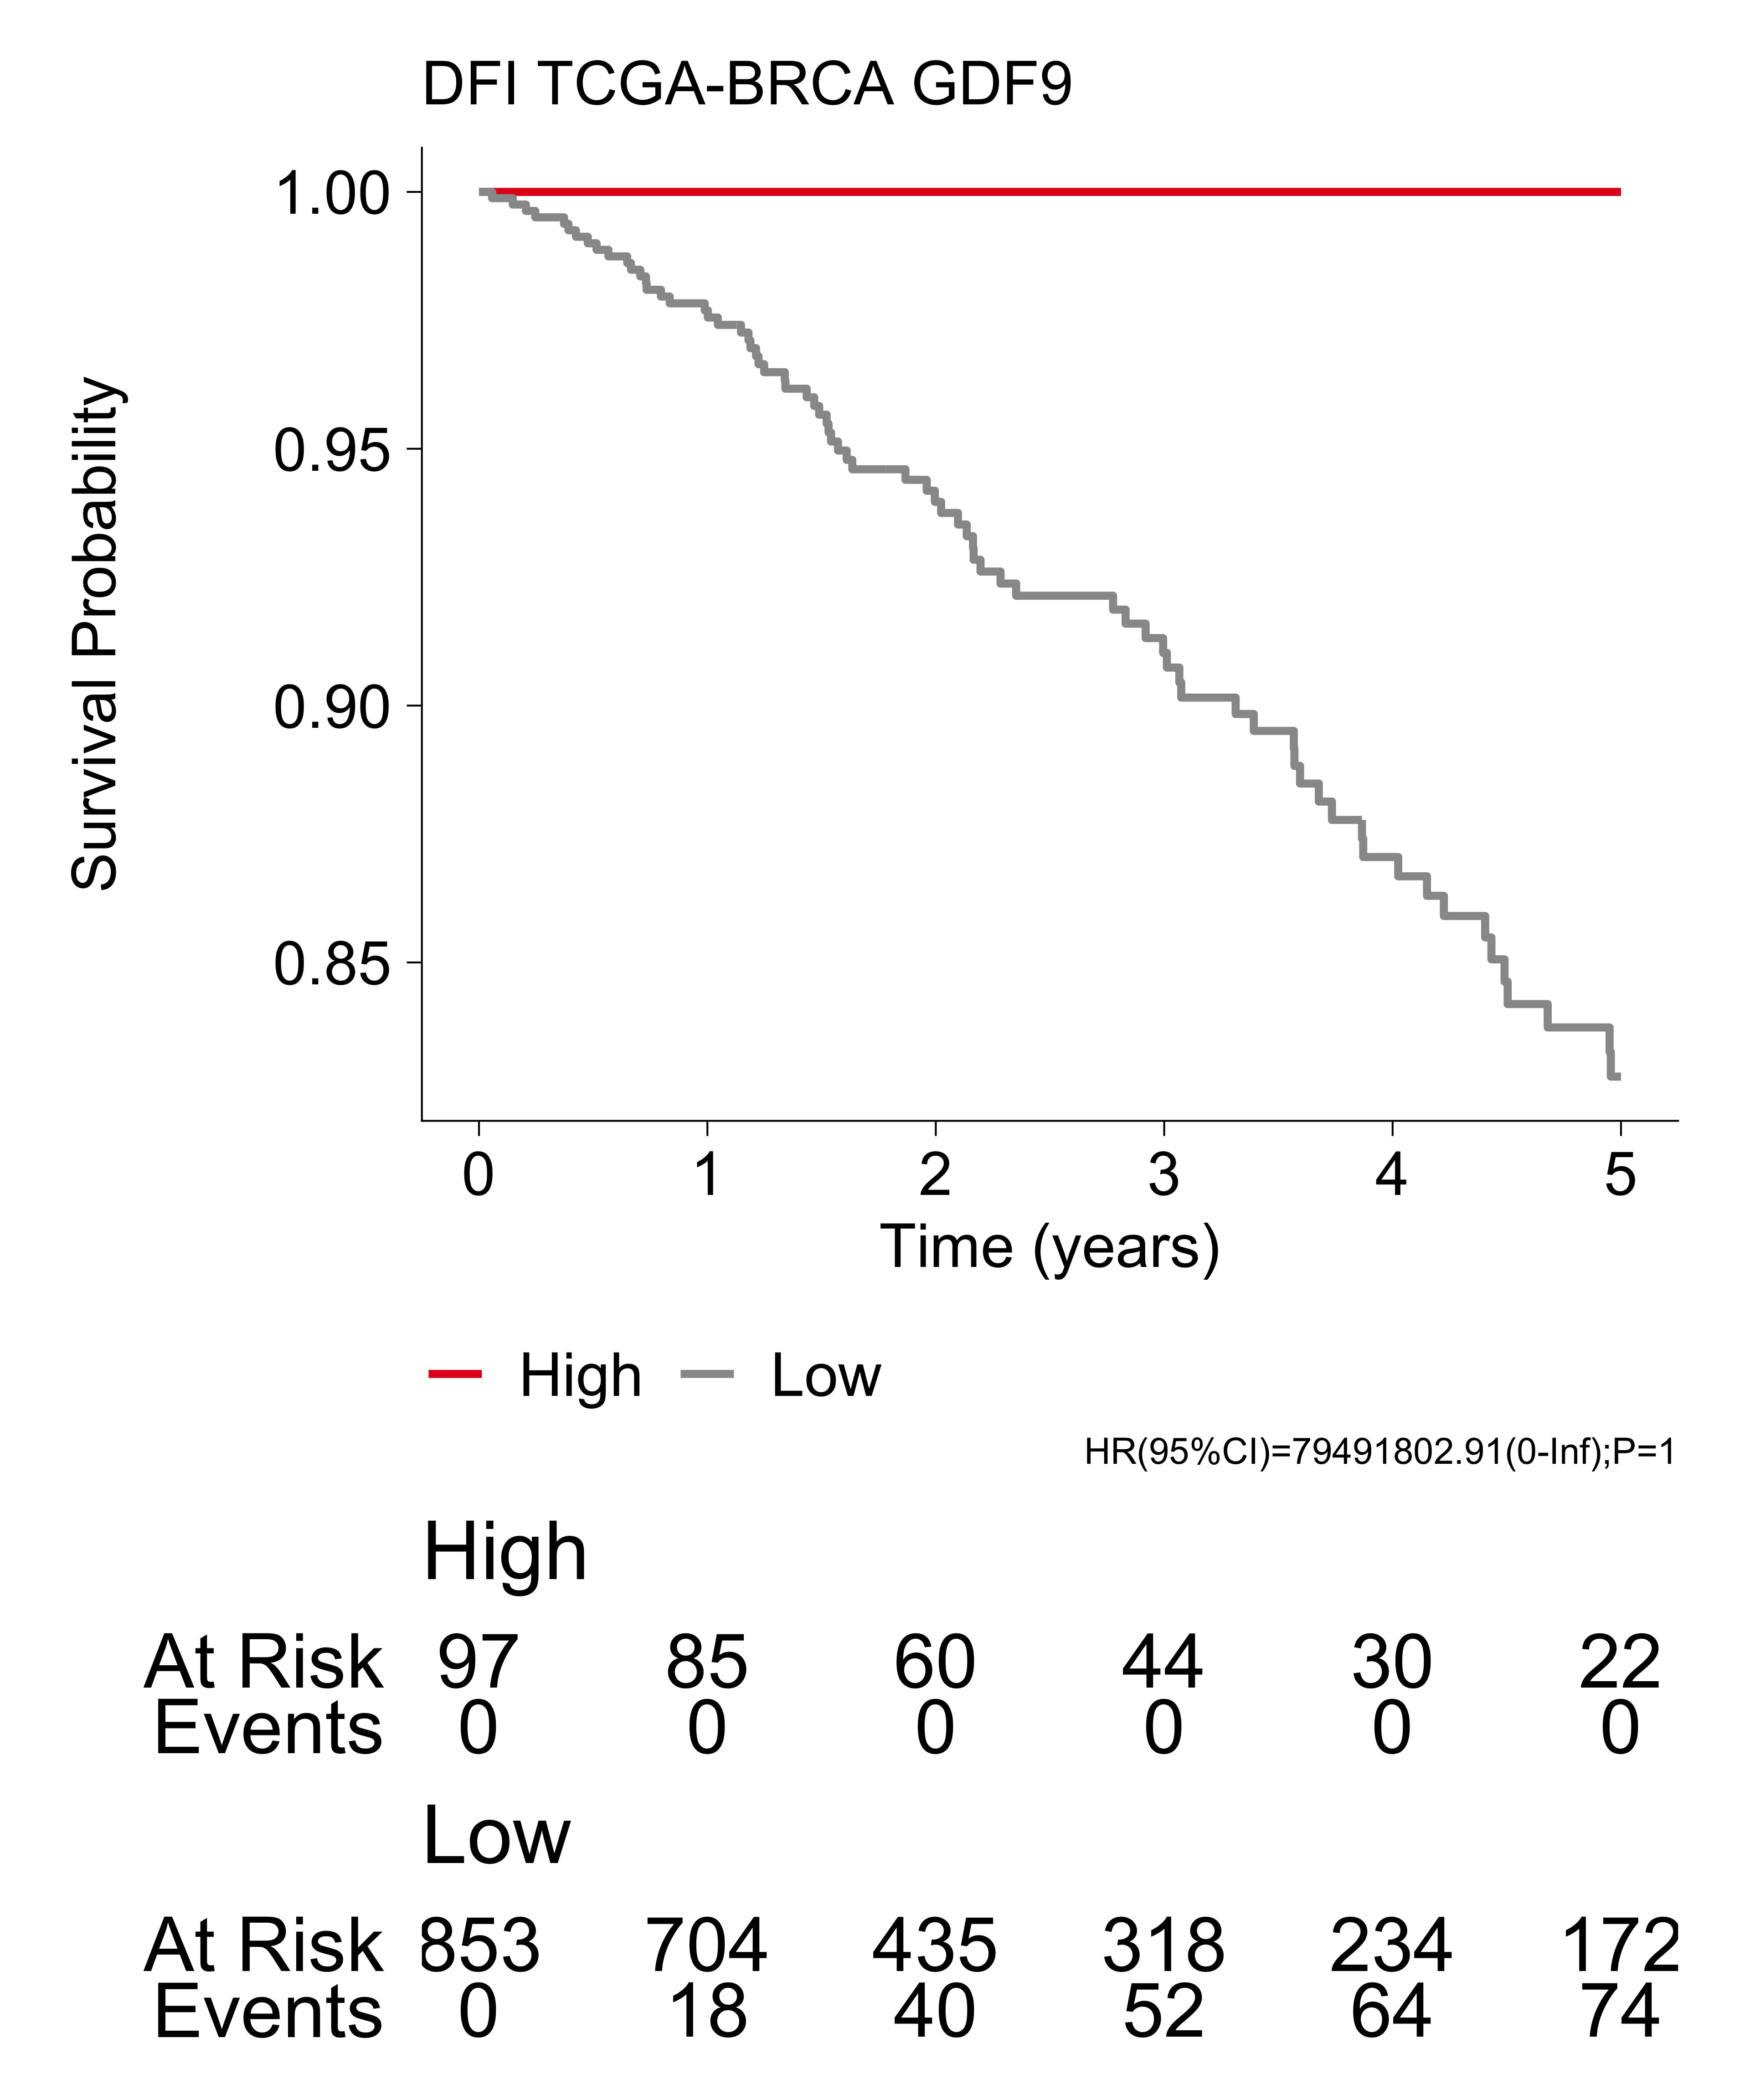 DFI TCGA-BRCA GDF9
Survival Probability
1.00
0.95
0.90
0.85
0 1 2 3 4 5
Time (years)
High Low
HR(95%CI)=79491802.91(0-Inf);P=1
High
At Risk 97 85 60 44 30 22
Events 0 0 0 0 0 0
Low
At Risk 853 704 435 318 234 172
Events 0 18 40 52 64 74